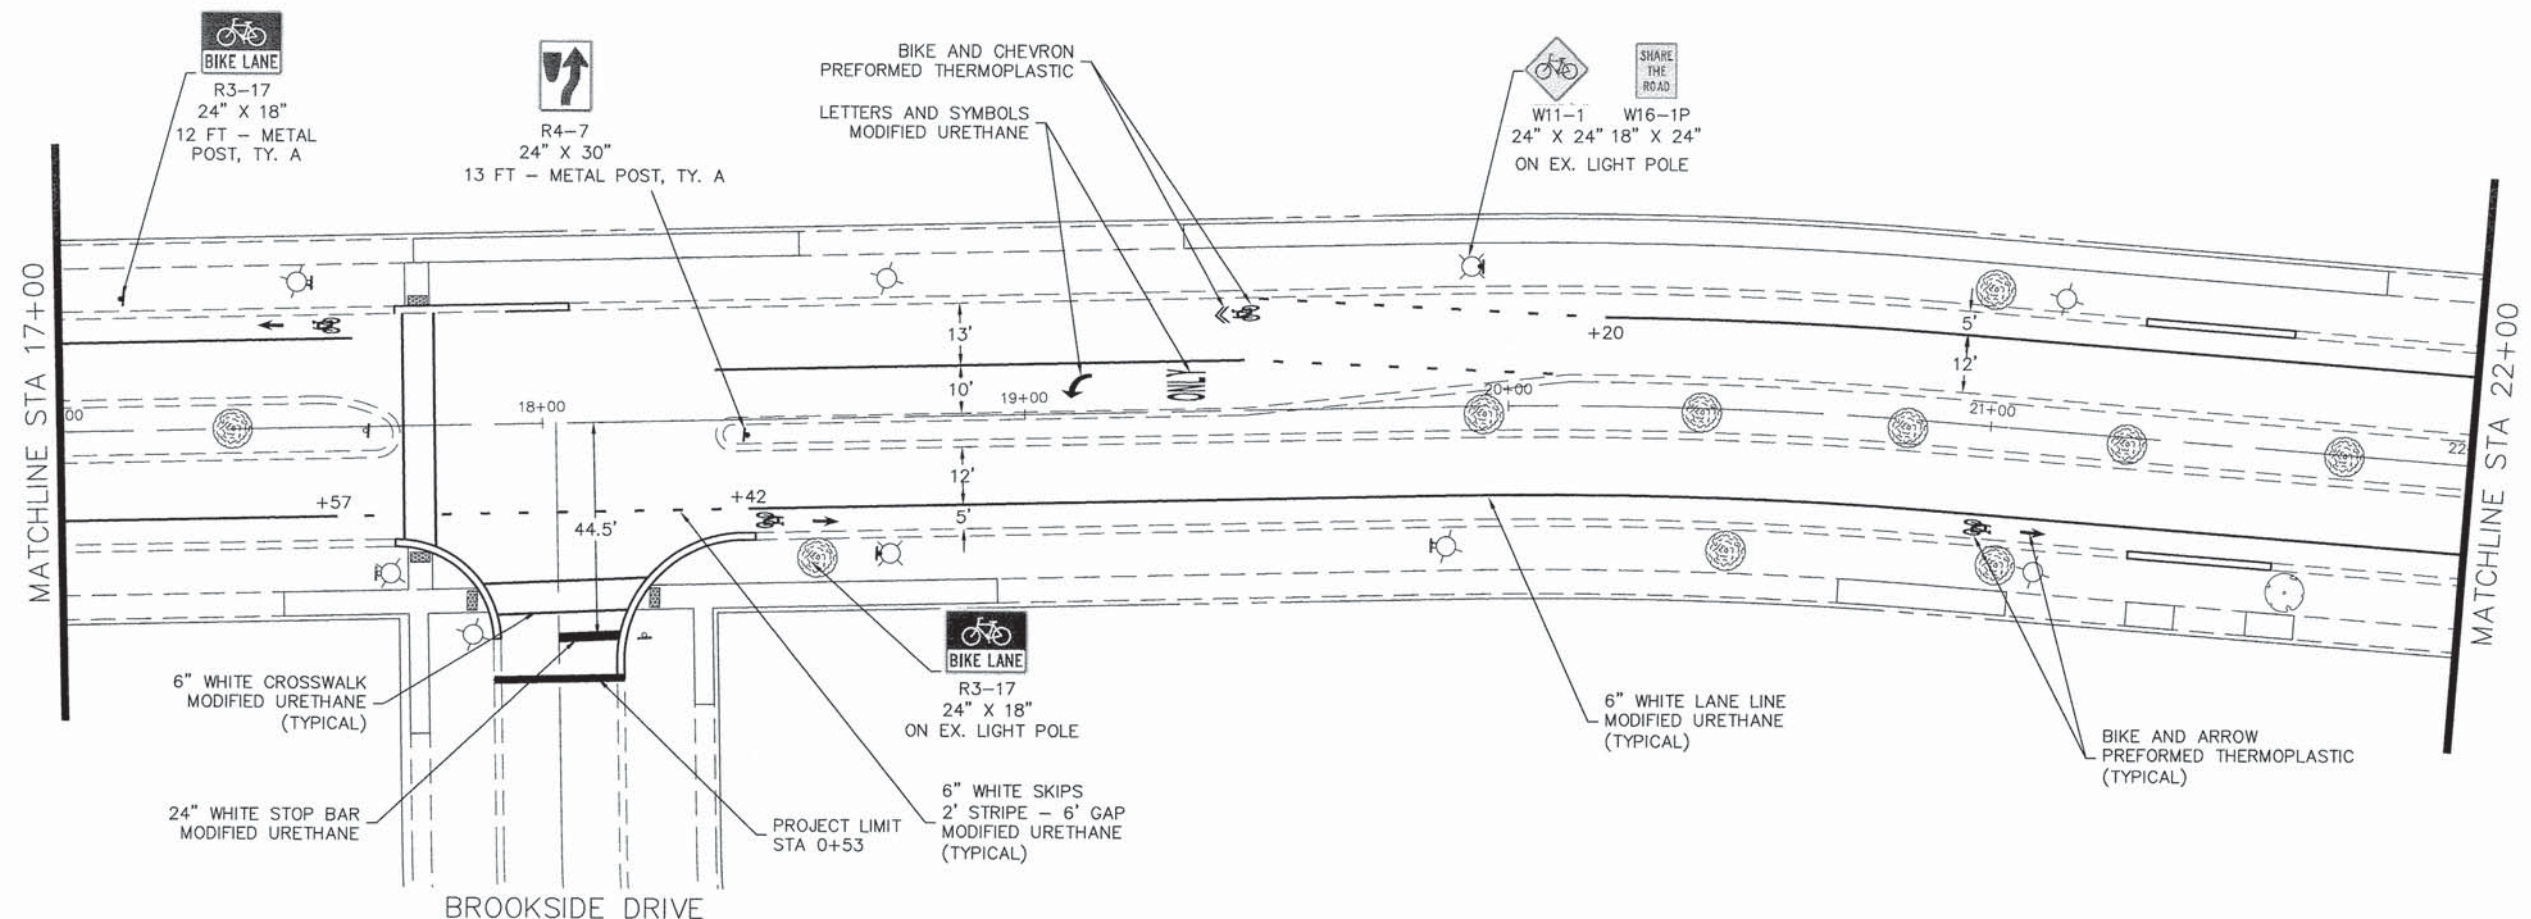 BIKE LANE
R3-17
24" X 18"
12 FT - METAL
POST, TY. A
R4-7
24" X 30"
13 FT - METAL POST, TY. A
BIKE AND CHEVRON
PREFORMED THERMOPLASTIC
LETTERS AND SYMBOLS
MODIFIED URETHANE
SHARE
THE
ROAD
W11-1 W16-1P
24" X 24" 18" X 24"
ON EX. LIGHT POLE
MATCHLINE STA 17+00
MATCHLINE STA 22+00
13'
10'
12'
5'
5'
12'
+20
ONLY
00
18+00
19+00
20+00
21+00
22
+57
+42
44.5'
6" WHITE CROSSWALK
MODIFIED URETHANE
(TYPICAL)
24" WHITE STOP BAR
MODIFIED URETHANE
PROJECT LIMIT
STA 0+53
BIKE LANE
R3-17
24" X 18"
ON EX. LIGHT POLE
6" WHITE SKIPS
2' STRIPE - 6' GAP
MODIFIED URETHANE
(TYPICAL)
6" WHITE LANE LINE
MODIFIED URETHANE
(TYPICAL)
BIKE AND ARROW
PREFORMED THERMOPLASTIC
(TYPICAL)
BROOKSIDE DRIVE